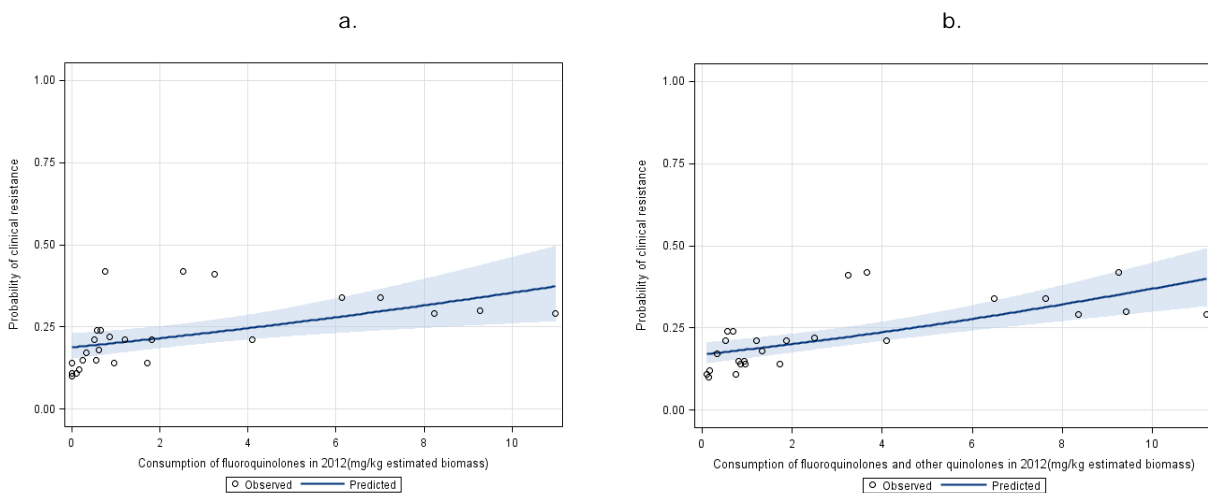 a.
1.00
0.75
0.50
0.25
0.00
Probability of clinical resistance
0 2 4 6 8 10
Consumption of fluoroquinolones in 2012(mg/kg estimated biomass)
Observed Predicted
b.
1.00
0.75
0.50
0.25
0.00
Probability of clinical resistance
0 2 4 6 8 10
Consumption of fluoroquinolones and other quinolones in 2012(mg/kg estimated biomass)
Observed Predicted